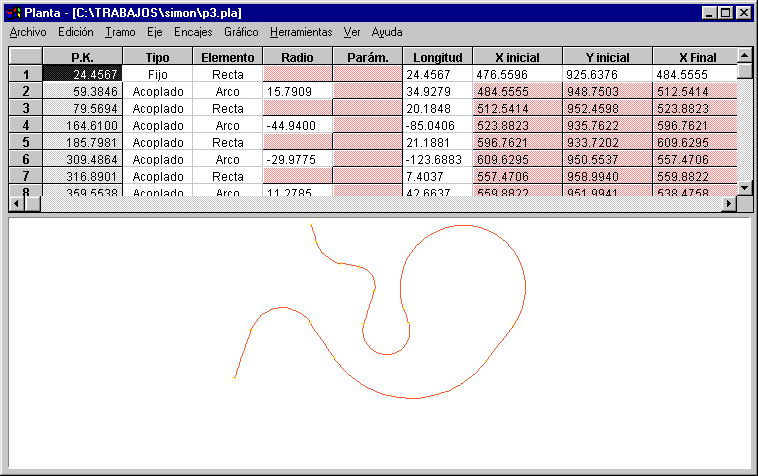 Planta - [C:\TRABAJOS\simon\p3.pla]
Archivo Edición Tramo Eje Encajes Gráfico Herramientas Ver Ayuda
P.K. Tipo Elemento Radio Parám. Longitud X inicial Y inicial X Final
1 24.4567 Fijo Recta 24.4567 476.5596 925.6376 484.5555
2 59.3846 Acoplado Arco 15.7909 34.9279 484.5555 948.7503 512.5414
3 79.5694 Acoplado Recta 20.1848 512.5414 952.4598 523.8823
4 164.6100 Acoplado Arco -44.9400 -85.0406 523.8823 935.7622 596.7621
5 185.7981 Acoplado Recta 21.1881 596.7621 933.7202 609.6295
6 309.4864 Acoplado Arco -29.9775 -123.6883 609.6295 950.5537 557.4706
7 316.8901 Acoplado Recta 7.4037 557.4706 958.9940 559.8822
8 359.5538 Acoplado Arco 11.2785 42.6637 559.8822 951.9941 538.4758